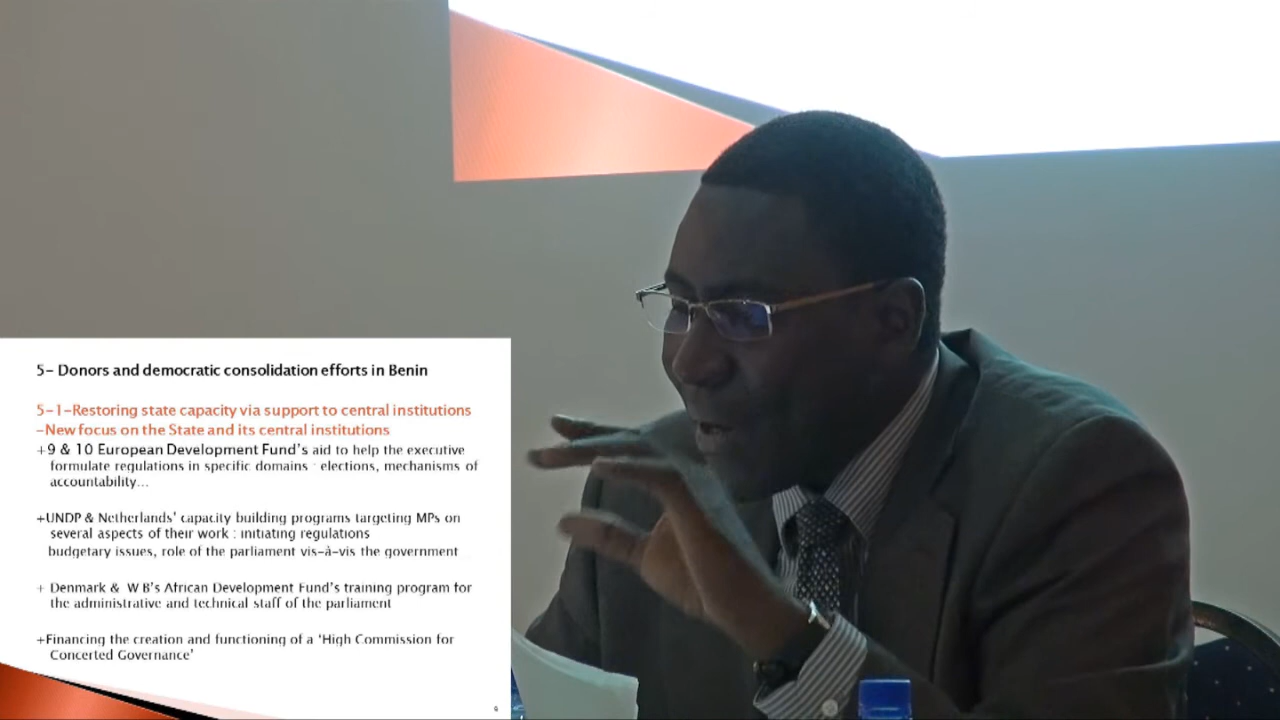 5- Donors and democratic consolidation efforts in Benin
5-1-Restoring state capacity via support to central institutions
-New focus on the State and its central institutions
+9 & 10 European Development Fund's aid to help the executive
formulate regulations in specific domains : elections, mechanisms of
accountability...
+UNDP & Netherlands' capacity building programs targeting MPs on
several aspects of their work : initiating regulations
budgetary issues, role of the parliament vis-à-vis the government
+ Denmark & W B's African Development Fund's training program for
the administrative and technical staff of the parliament
+Financing the creation and functioning of a 'High Commission for
Concerted Governance'
9